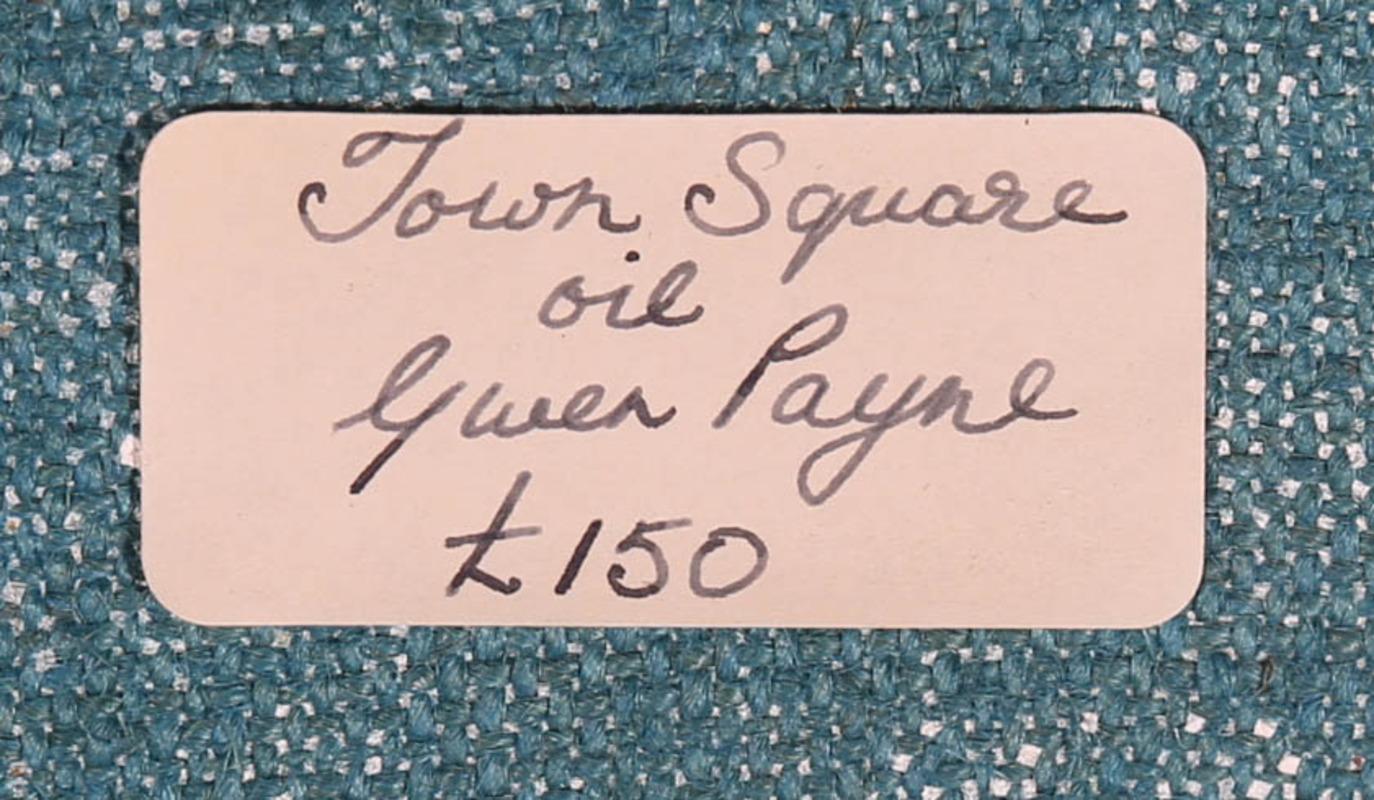 Town Square
oil
Gwen Payne
£150